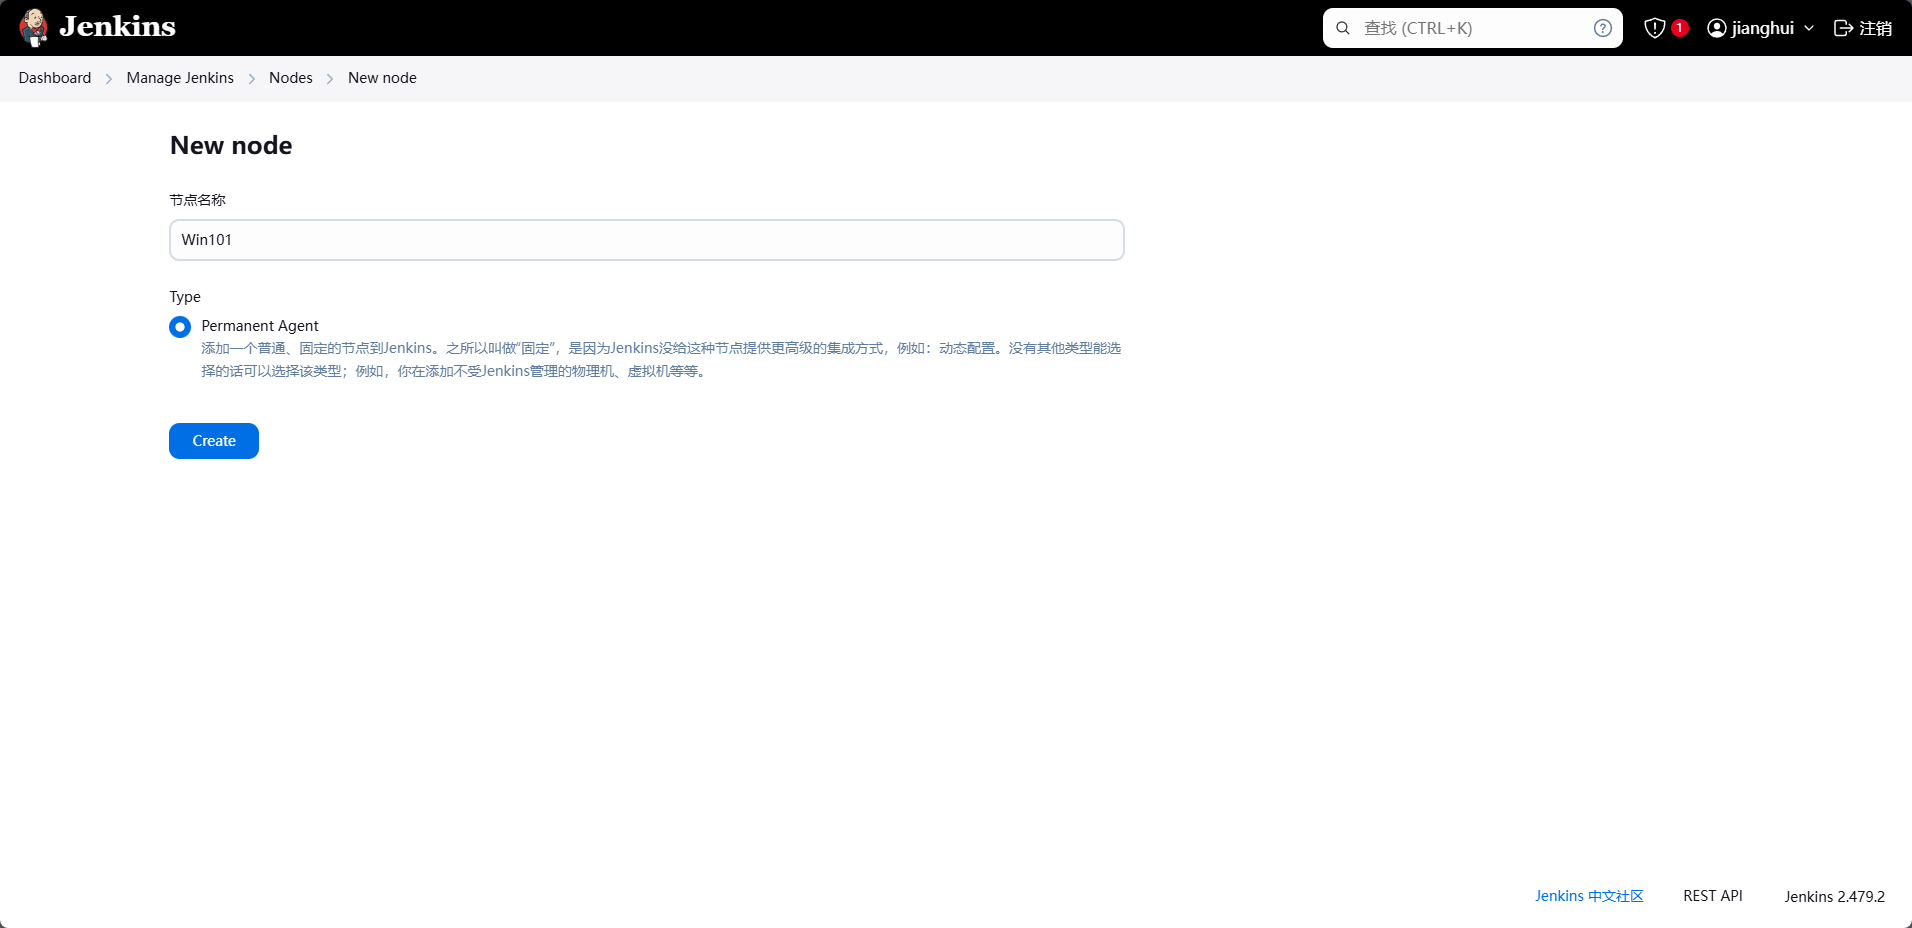 Jenkins
查找 (CTRL+K)
1
jianghui
注销
Dashboard
Manage Jenkins
Nodes
New node
New node
节点名称
Win101
Type
Permanent Agent
添加一个普通、固定的节点到Jenkins。之所以叫做“固定”，是因为Jenkins没给这种节点提供更高级的集成方式，例如：动态配置。没有其他类型能选
择的话可以选择该类型；例如，你在添加不受Jenkins管理的物理机、虚拟机等等。
Create
Jenkins 中文社区
REST API
Jenkins 2.479.2